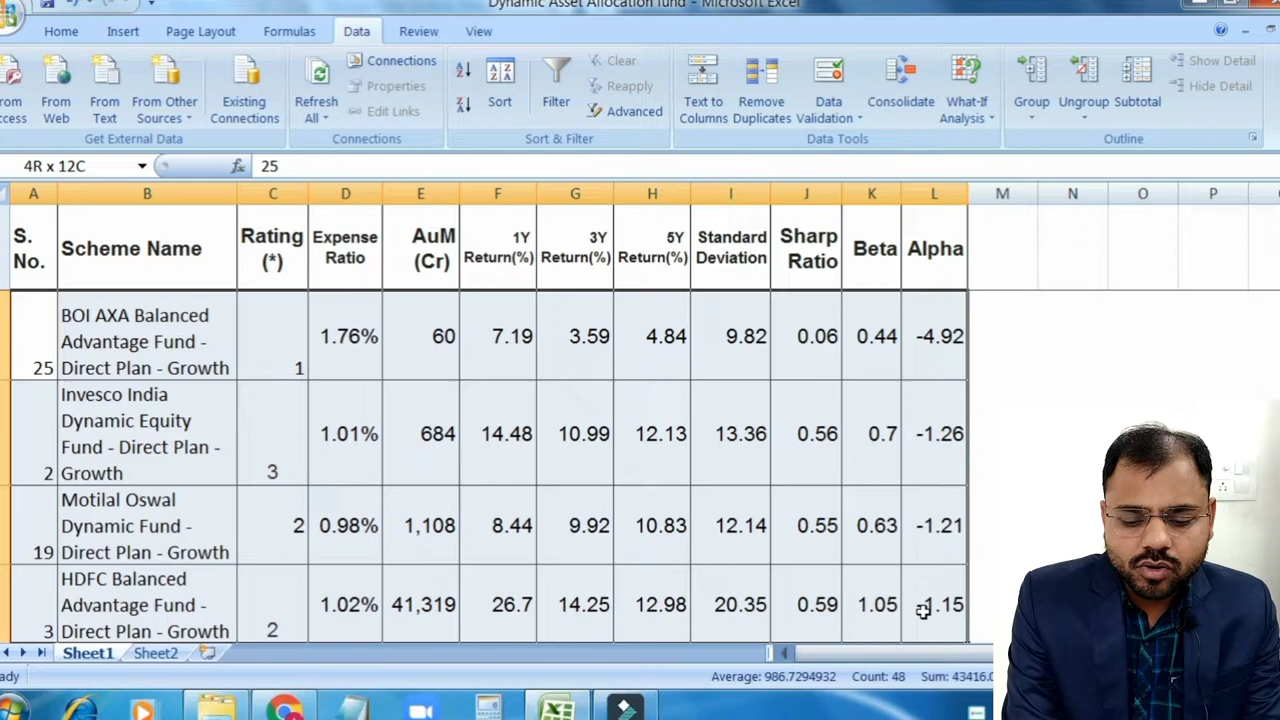 Dynamic Asset Allocation fund - Microsoft Excel
Home Insert Page Layout Formulas Data Review View
From Web
From Text
From Other Sources
Existing Connections
Refresh All
Connections
Properties
Edit Links
Sort
Filter
Clear
Reapply
Advanced
Text to Columns
Remove Duplicates
Data Validation
Consolidate
What-If Analysis
Group
Ungroup
Subtotal
Show Detail
Hide Detail
Get External Data Connections Sort & Filter Data Tools Outline
4R x 12C fx 25
A B C D E F G H I J K L M N O P
S. No. Scheme Name Rating (*) Expense Ratio AuM (Cr) 1Y Return(%) 3Y Return(%) 5Y Return(%) Standard Deviation Sharp Ratio Beta Alpha
25 BOI AXA Balanced Advantage Fund - Direct Plan - Growth 1 1.76% 60 7.19 3.59 4.84 9.82 0.06 0.44 -4.92
2 Invesco India Dynamic Equity Fund - Direct Plan - Growth 3 1.01% 684 14.48 10.99 12.13 13.36 0.56 0.7 -1.26
19 Motilal Oswal Dynamic Fund - Direct Plan - Growth 2 0.98% 1,108 8.44 9.92 10.83 12.14 0.55 0.63 -1.21
3 HDFC Balanced Advantage Fund - Direct Plan - Growth 2 1.02% 41,319 26.7 14.25 12.98 20.35 0.59 1.05
Sheet1 Sheet2
Average: 986.7294932 Count: 48